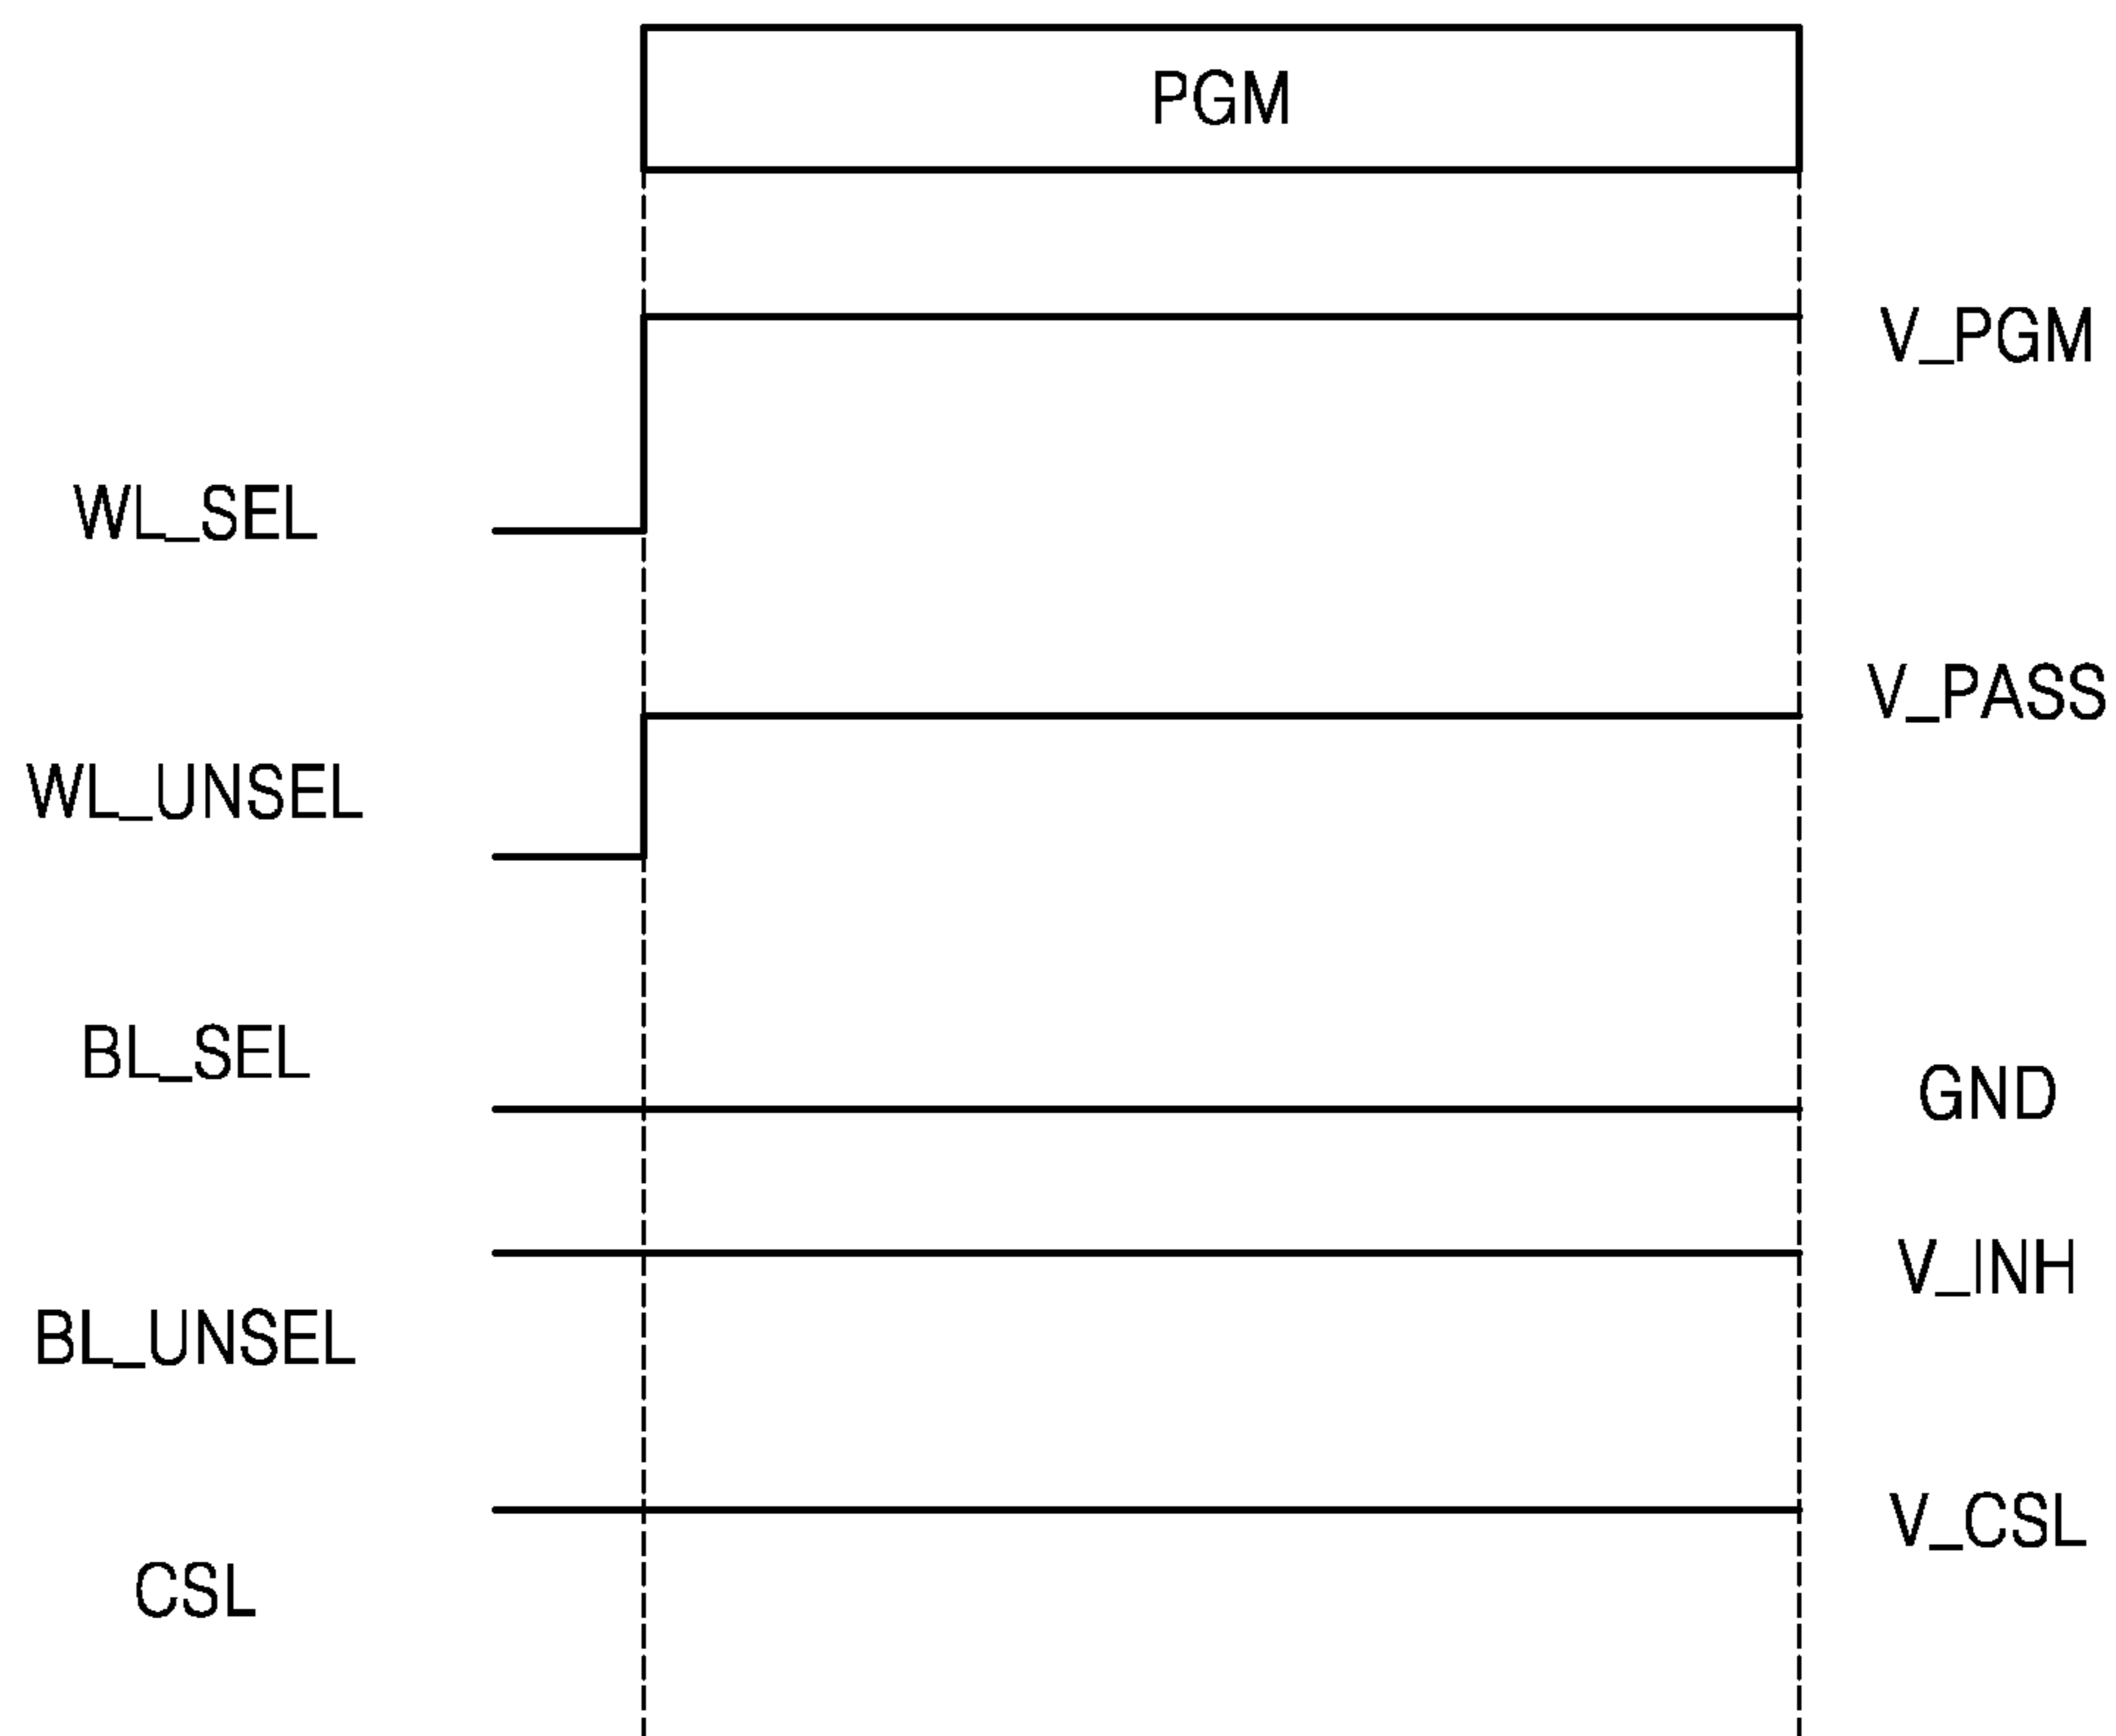 PGM
V_PGM
WL_SEL
V_PASS
WL_UNSEL
BL_SEL
GND
V_INH
BL_UNSEL
V_CSL
CSL